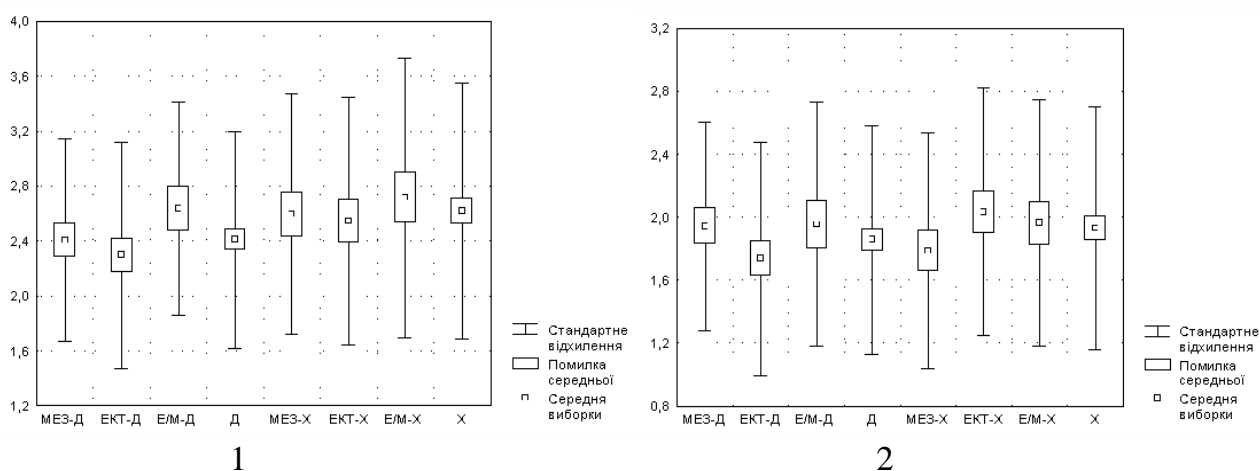 4,0
3,6
3,2
2,8
2,4
2,0
1,6
1,2
МЕЗ-Д ЕКТ-Д Е/М-Д Д МЕЗ-Х ЕКТ-Х Е/М-Х Х
Стандартне
відхилення
Помилка
середньої
Середня
виборки
1
3,2
2,8
2,4
2,0
1,6
1,2
0,8
МЕЗ-Д ЕКТ-Д Е/М-Д Д МЕЗ-Х ЕКТ-Х Е/М-Х Х
Стандартне
відхилення
Помилка
середньої
Середня
виборки
2